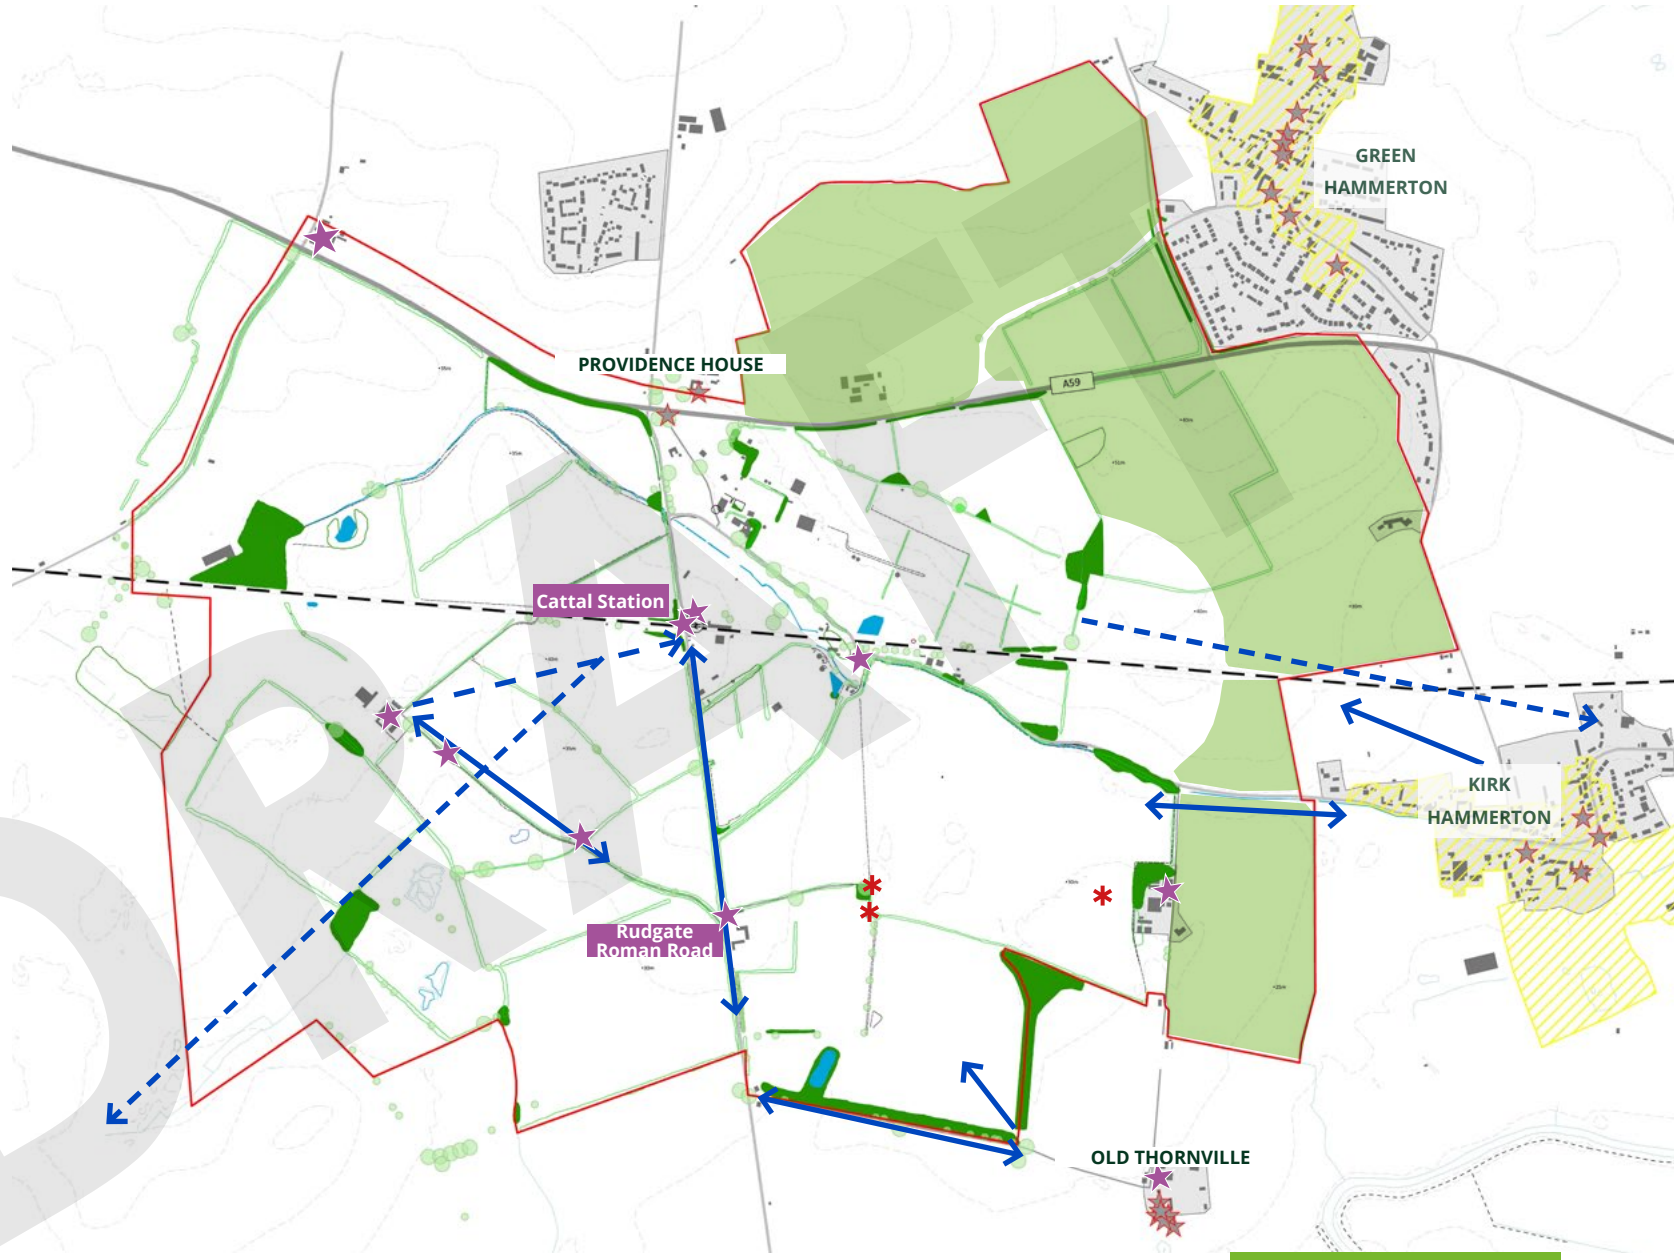 GREEN
HAMMERTON
PROVIDENCE HOUSE
A59
Cattal Station
KIRK
HAMMERTON
Rudgate
Roman Road
OLD THORNVILLE
DRAFT